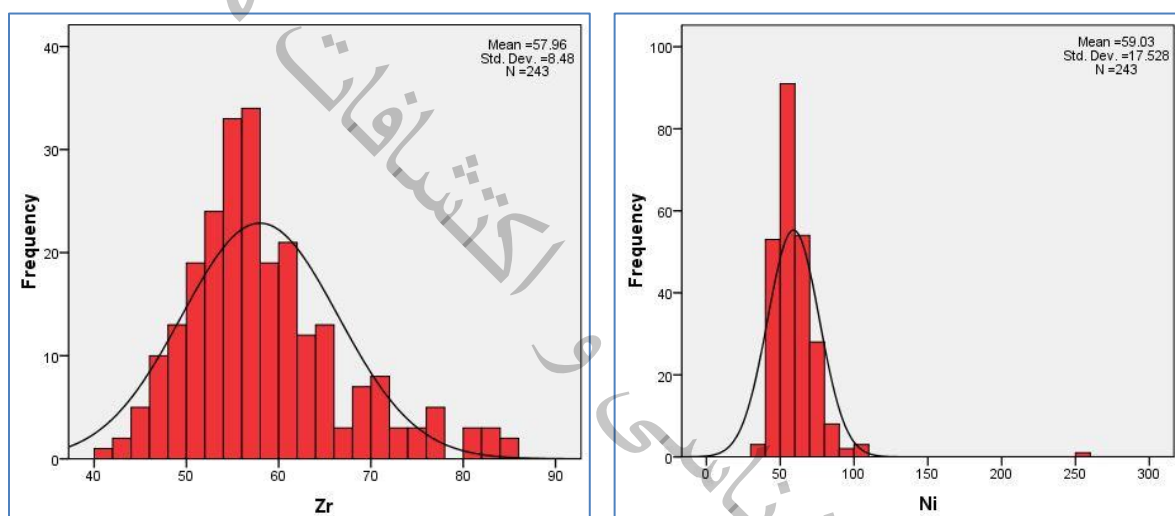 Mean =57.96
Std. Dev. =8.48
N =243
40
30
20
10
0
Frequency
40
50
60
70
80
90
Zr
Mean =59.03
Std. Dev. =17.528
N =243
100
80
60
40
20
0
Frequency
0
50
100
150
200
250
300
Ni
و اکتشافات